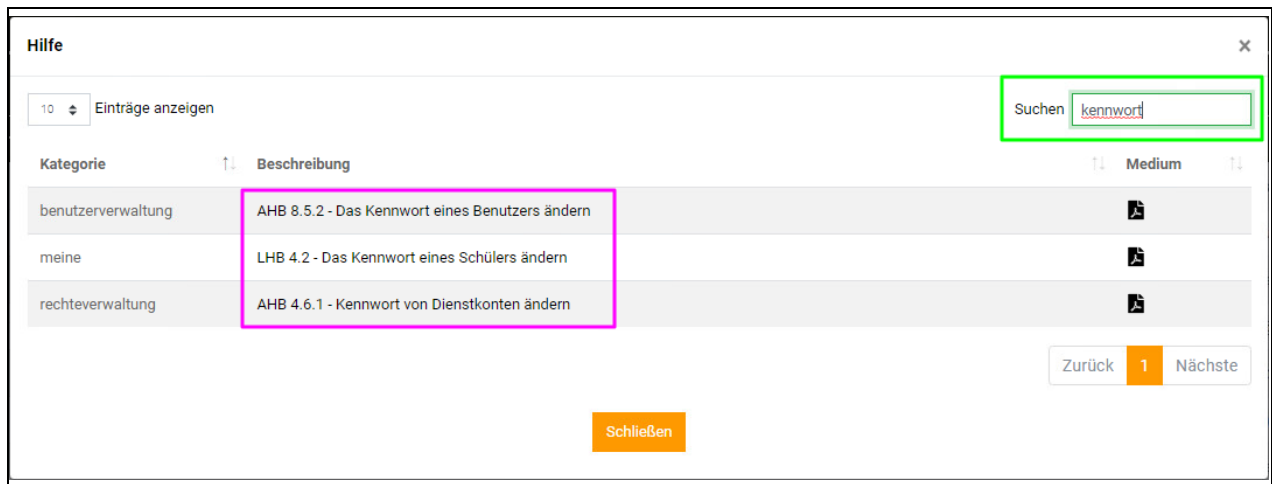 Hilfe ×
10 Einträge anzeigen Suchen kennwort
Kategorie Beschreibung Medium
benutzerverwaltung AHB 8.5.2 - Das Kennwort eines Benutzers ändern
meine LHB 4.2 - Das Kennwort eines Schülers ändern
rechteverwaltung AHB 4.6.1 - Kennwort von Dienstkonten ändern
Zurück 1 Nächste
Schließen